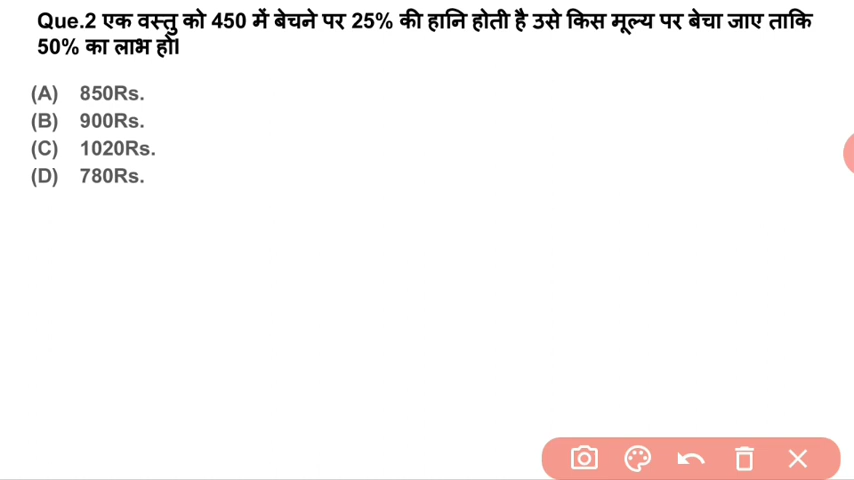 Que.2 एक वस्तु को 450 में बेचने पर 25% की हानि होती है उसे किस मूल्य पर बेचा जाए ताकि
50% का लाभ हो।
(A) 850Rs.
(B) 900Rs.
(C) 1020Rs.
(D) 780Rs.